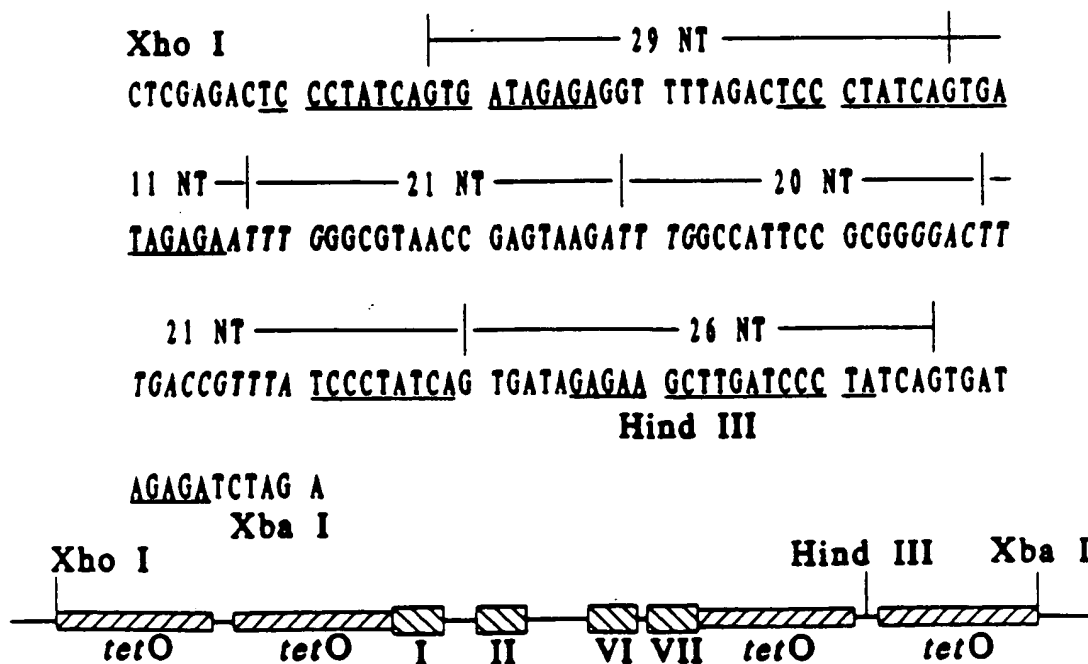 Xho I
29 NT
CTCGAGACTC CCTATCAGTG ATAGAGAGGT TTTAGACTCC CTATCAGTGA
11 NT 21 NT 20 NT
TAGAGAATTT GGGCGTAACC GAGTAAGATT TGGCCATTCC GCGGGGACTT
21 NT 26 NT
TGACCGTTTA TCCCTATCAG TGATAGAGAA GCTTGATCCC TATCAGTGAT
Hind III
AGAGATCTAG A
Xba I
Xho I Hind III Xba I
tetO tetO I II VI VII tetO tetO